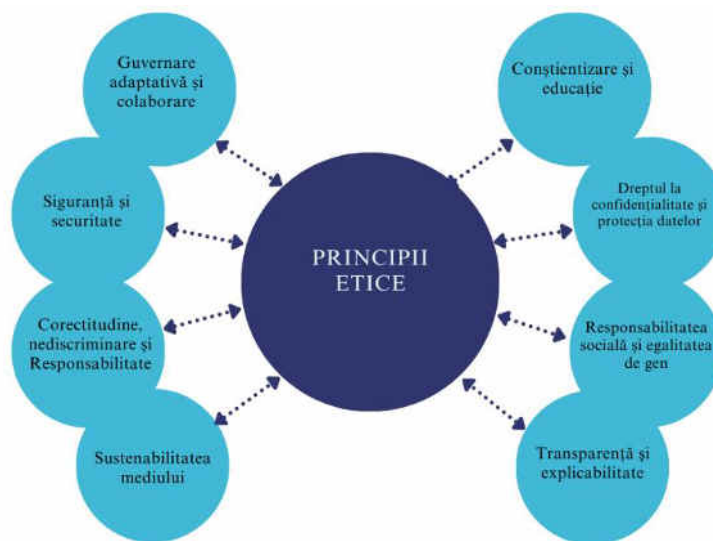 Guvernare
adaptativă și
colaborare
Conștientizare și
educație
Siguranță și
securitate
Dreptul la
confidențialitate și
protecția datelor
PRINCIPII
ETICE
Corectitudine,
nediscriminare și
Responsabilitate
Responsabilitatea
socială și egalitatea
de gen
Sustenabilitatea
mediului
Transparență și
explicabilitate